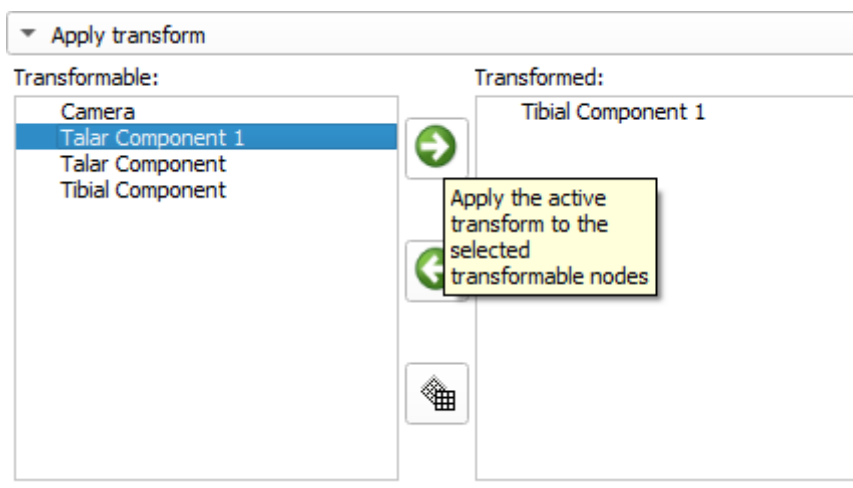 Apply transform
Transformable:
Transformed:
Camera
Talar Component 1
Talar Component
Tibial Component
Tibial Component 1
Apply the active
transform to the
selected
transformable nodes